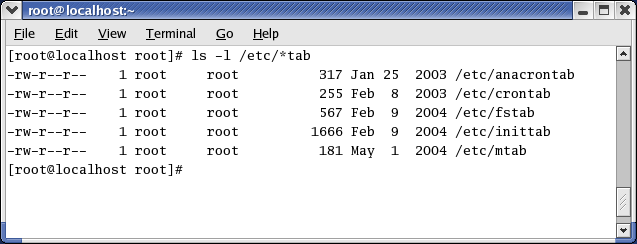 root@localhost:~
File Edit View Terminal Go Help
[root@localhost root]# ls -l /etc/*tab
-rw-r--r--    1 root     root          317 Jan 25  2003 /etc/anacrontab
-rw-r--r--    1 root     root          255 Feb  8  2003 /etc/crontab
-rw-r--r--    1 root     root          567 Feb  9  2004 /etc/fstab
-rw-r--r--    1 root     root         1666 Feb  9  2004 /etc/inittab
-rw-r--r--    1 root     root          181 May  1  2004 /etc/mtab
[root@localhost root]#